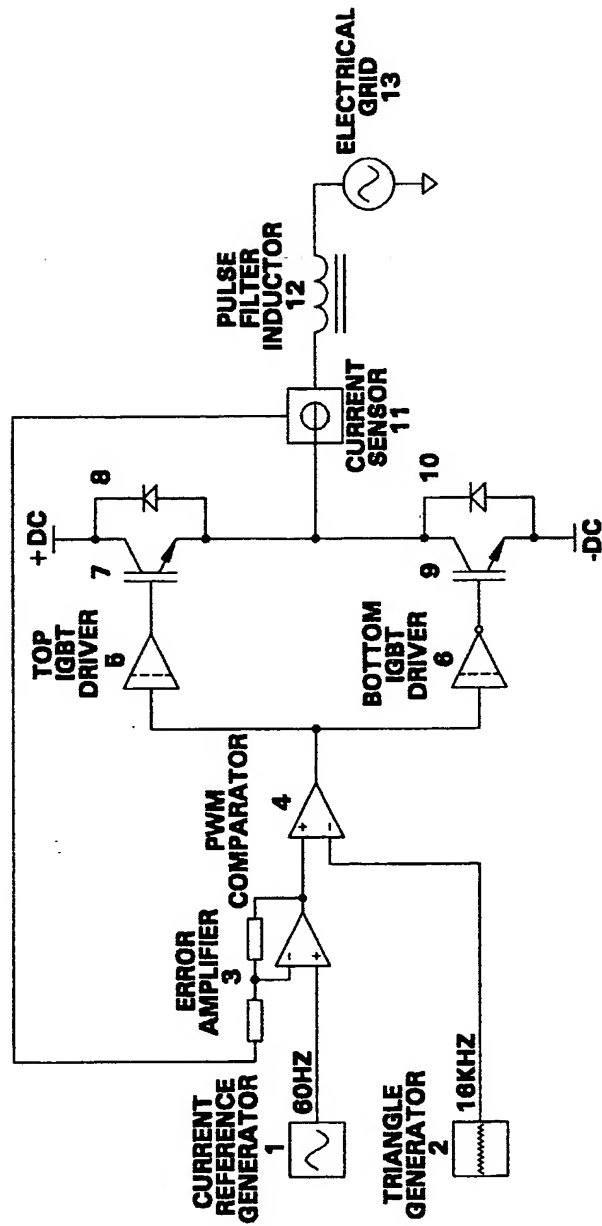 CURRENT
REFERENCE
GENERATOR
1
60HZ
TRIANGLE
GENERATOR
2
16KHZ
ERROR
AMPLIFIER
3
-
+
PWM
COMPARATOR
4
+
-
TOP
IGBT
DRIVER
5
BOTTOM
IGBT
DRIVER
6
+DC
7
8
9
10
-DC
CURRENT
SENSOR
11
PULSE
FILTER
INDUCTOR
12
ELECTRICAL
GRID
13